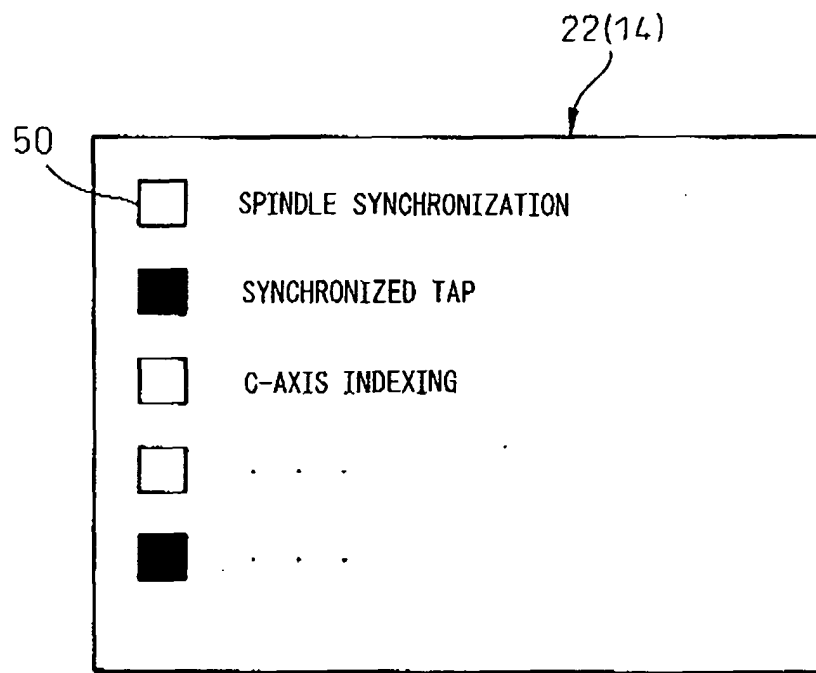 22(14)
50
SPINDLE SYNCHRONIZATION
SYNCHRONIZED TAP
C-AXIS INDEXING
. . .
. . .